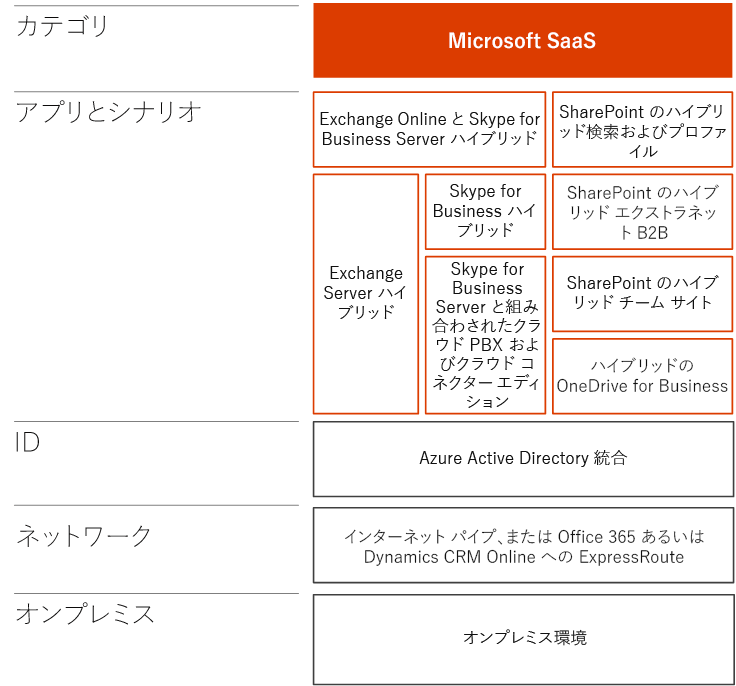 カテゴリ
Microsoft SaaS
アプリとシナリオ
Exchange Online と Skype for
Business Server ハイブリッド
SharePoint のハイブリ
ッド検索およびプロファ
イル
Exchange
Server ハイ
ブリッド
Skype for
Business ハイ
ブリッド
SharePoint のハイブ
リッド エクストラネッ
ト B2B
Skype for
Business
Server と組み
合わされたクラ
ウド PBX およ
びクラウド コ
ネクター エディ
ション
SharePoint のハイブ
リッド チーム サイト
ハイブリッドの
OneDrive for Business
ID
Azure Active Directory 統合
ネットワーク
インターネット パイプ、または Office 365 あるいは
Dynamics CRM Online への ExpressRoute
オンプレミス
オンプレミス環境